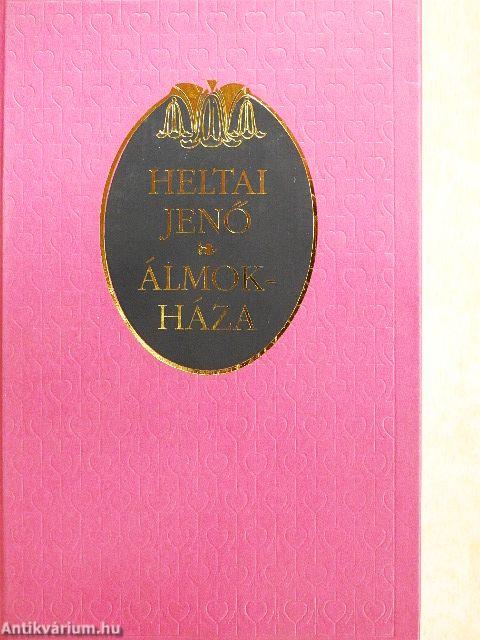 HELTAI
JENŐ
ÁLMOK-
HÁZA
Antikvárium.hu